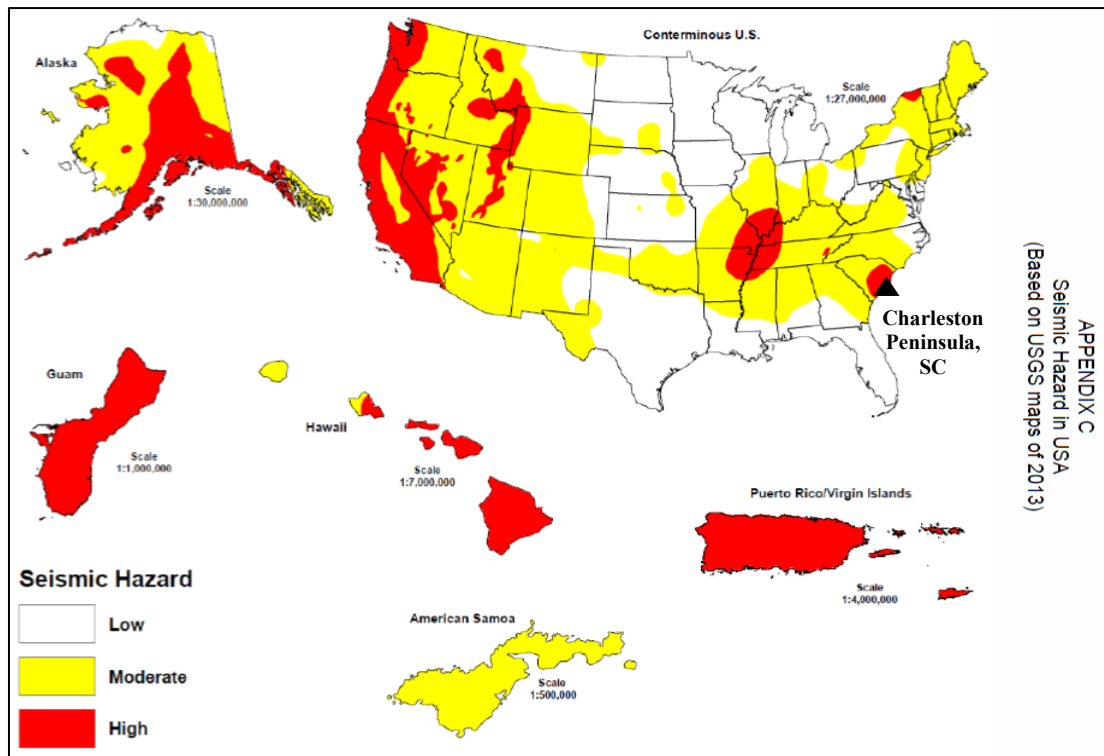 Conterminous U.S.
Alaska
Scale
1:27,000,000
Scale
1:30,000,000
Charleston
Peninsula,
SC
APPENDIX C
Seismic Hazard in USA
(Based on USGS maps of 2013)
Guam
Scale
1:1,000,000
Hawaii
Scale
1:7,000,000
Puerto Rico/Virgin Islands
Scale
1:4,000,000
American Samoa
Scale
1:500,000
Seismic Hazard
Low
Moderate
High